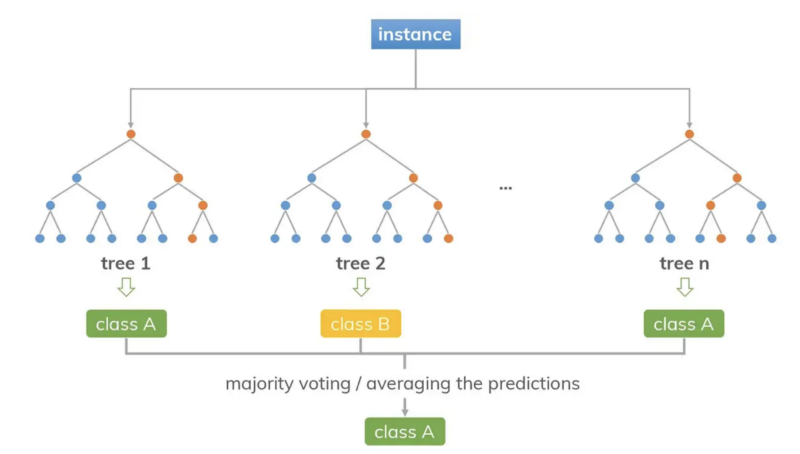 instance
...
tree 1
tree 2
tree n
class A
class B
class A
majority voting / averaging the predictions
class A